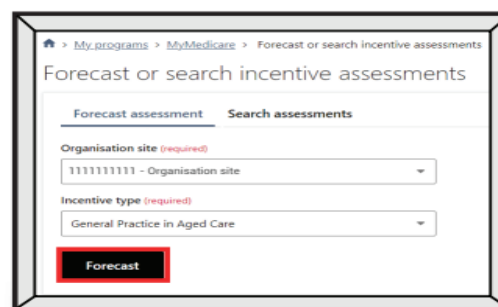 > My programs > MyMedicare > Forecast or search incentive assessments
Forecast or search incentive assessments
Forecast assessment Search assessments
Organisation site (required)
1111111111 - Organisation site
Incentive type (required)
General Practice in Aged Care
Forecast